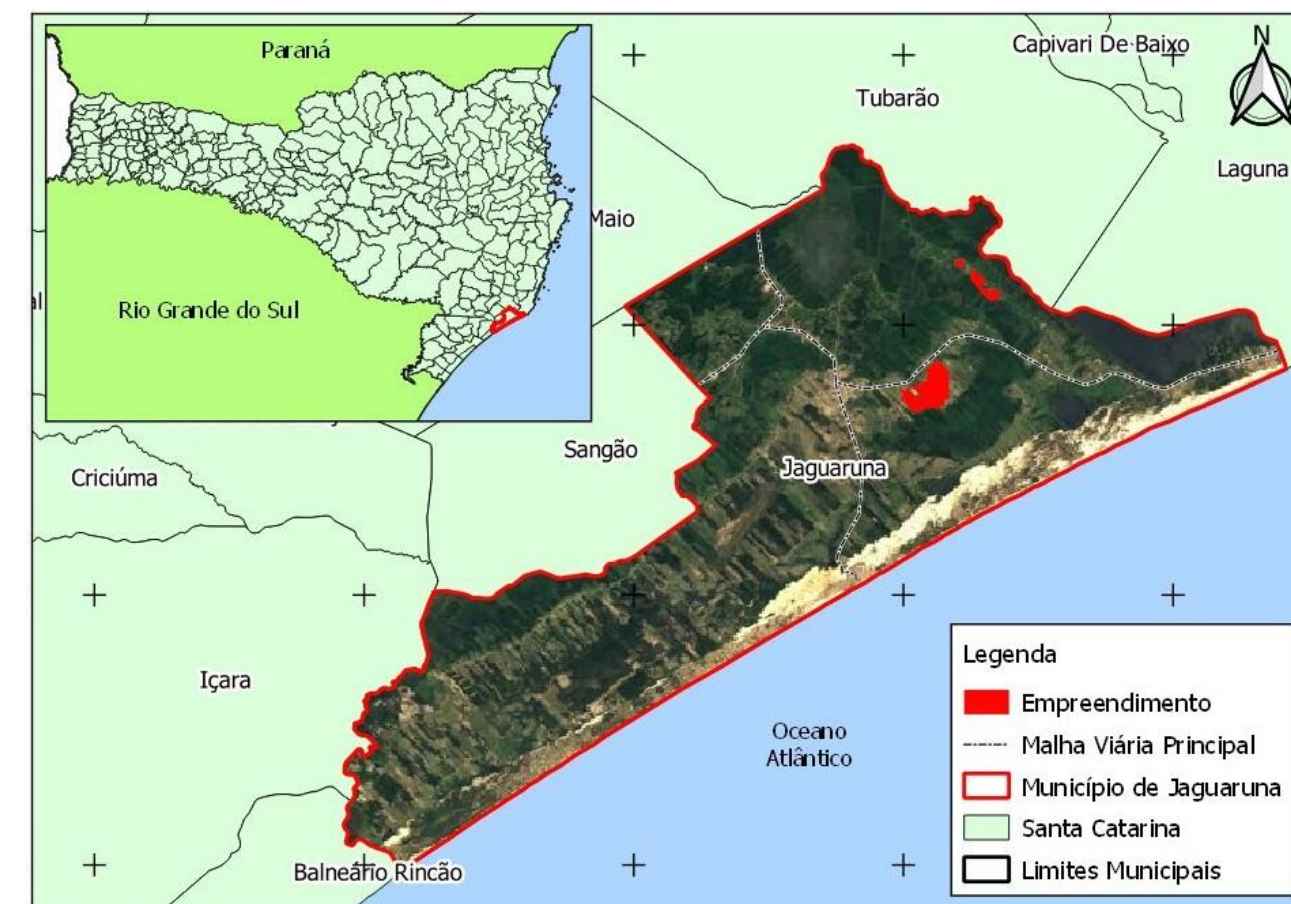 Paraná
Rio Grande do Sul
Capivari De Baixo
Tubarão
N
Laguna
Maio
Sangão
Criciúma
Jaguaruna
Içara
Oceano
Atlântico
Balneário Rincão
Legenda
Empreendimento
Malha Viária Principal
Município de Jaguaruna
Santa Catarina
Limites Municipais